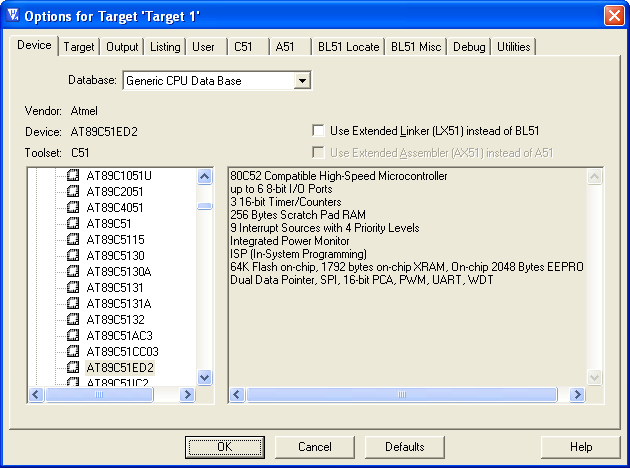 Options for Target 'Target 1'
Device Target Output Listing User C51 A51 BL51 Locate BL51 Misc Debug Utilities
Database: Generic CPU Data Base
Vendor: Atmel
Device: AT89C51ED2
Use Extended Linker (LX51) instead of BL51
Toolset: C51
Use Extended Assembler (AX51) instead of A51
AT89C1051U
AT89C2051
AT89C4051
AT89C51
AT89C5115
AT89C5130
AT89C5130A
AT89C5131
AT89C5131A
AT89C5132
AT89C51AC3
AT89C51CC03
AT89C51ED2
AT89C51IC2
80C52 Compatible High-Speed Microcontroller
up to 6 8-bit I/O Ports
3 16-bit Timer/Counters
256 Bytes Scratch Pad RAM
9 Interrupt Sources with 4 Priority Levels
Integrated Power Monitor
ISP (In-System Programming)
64K Flash on-chip, 1792 bytes on-chip XRAM, On-chip 2048 Bytes EEPRO
Dual Data Pointer, SPI, 16-bit PCA, PWM, UART, WDT
OK Cancel Defaults Help